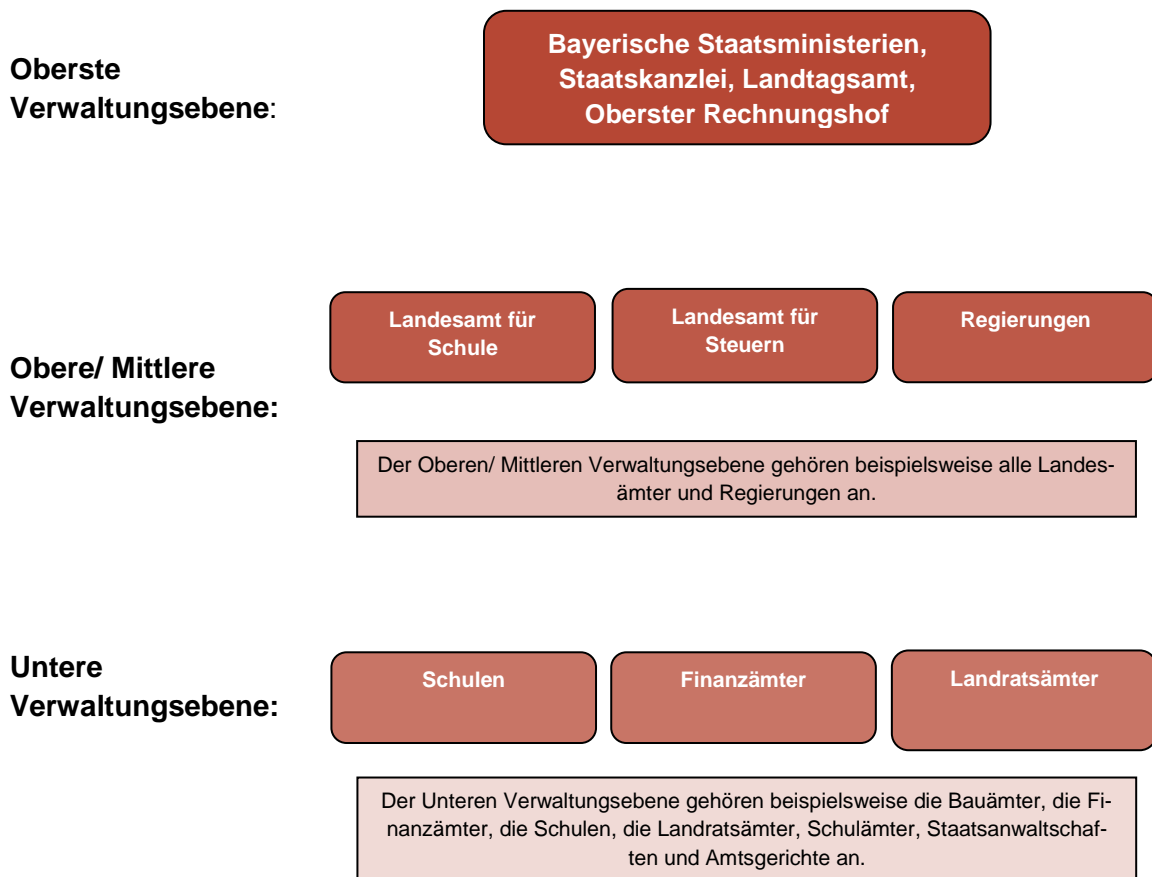 Oberste
Verwaltungsebene:
Bayerische Staatsministerien,
Staatskanzlei, Landtagsamt,
Oberster Rechnungshof
Obere/ Mittlere
Verwaltungsebene:
Landesamt für
Schule
Landesamt für
Steuern
Regierungen
Der Oberen/ Mittleren Verwaltungsebene gehören beispielsweise alle Landes-
ämter und Regierungen an.
Untere
Verwaltungsebene:
Schulen
Finanzämter
Landratsämter
Der Unteren Verwaltungsebene gehören beispielsweise die Bauämter, die Fi-
nanzämter, die Schulen, die Landratsämter, Schulämter, Staatsanwaltschaf-
ten und Amtsgerichte an.